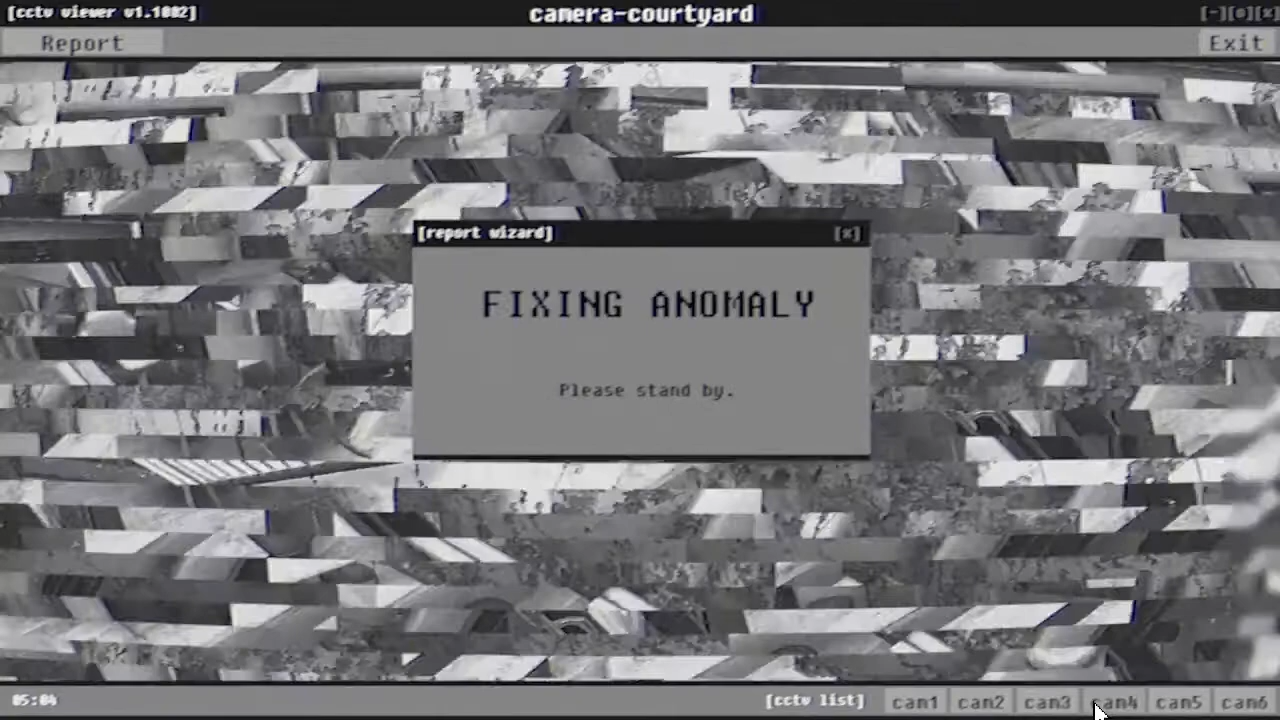 [cctv viewer v1.1002] camera-courtyard [-][o][x]
Report Exit
[report wizard] [x]
FIXING ANOMALY
Please stand by.
05:04 [cctv list] cam1 cam2 cam3 cam4 cam5 cam6